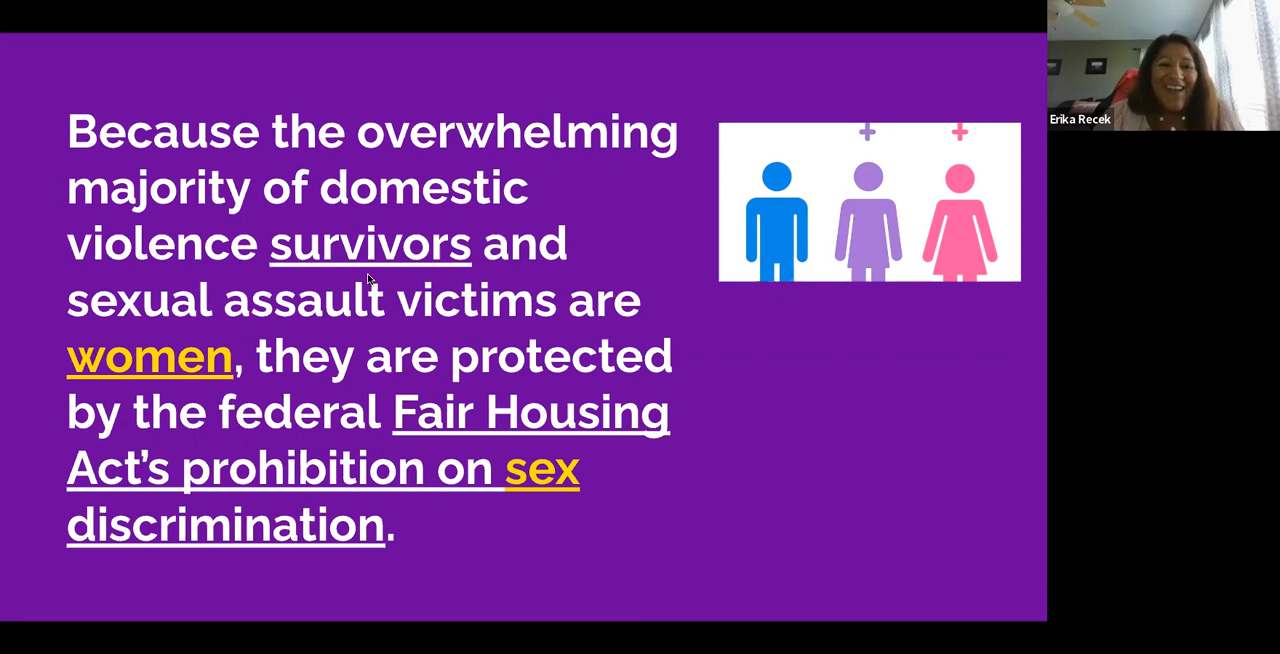 Because the overwhelming
majority of domestic
violence survivors and
sexual assault victims are
women, they are protected
by the federal Fair Housing
Act’s prohibition on sex
discrimination.
Erika Recek